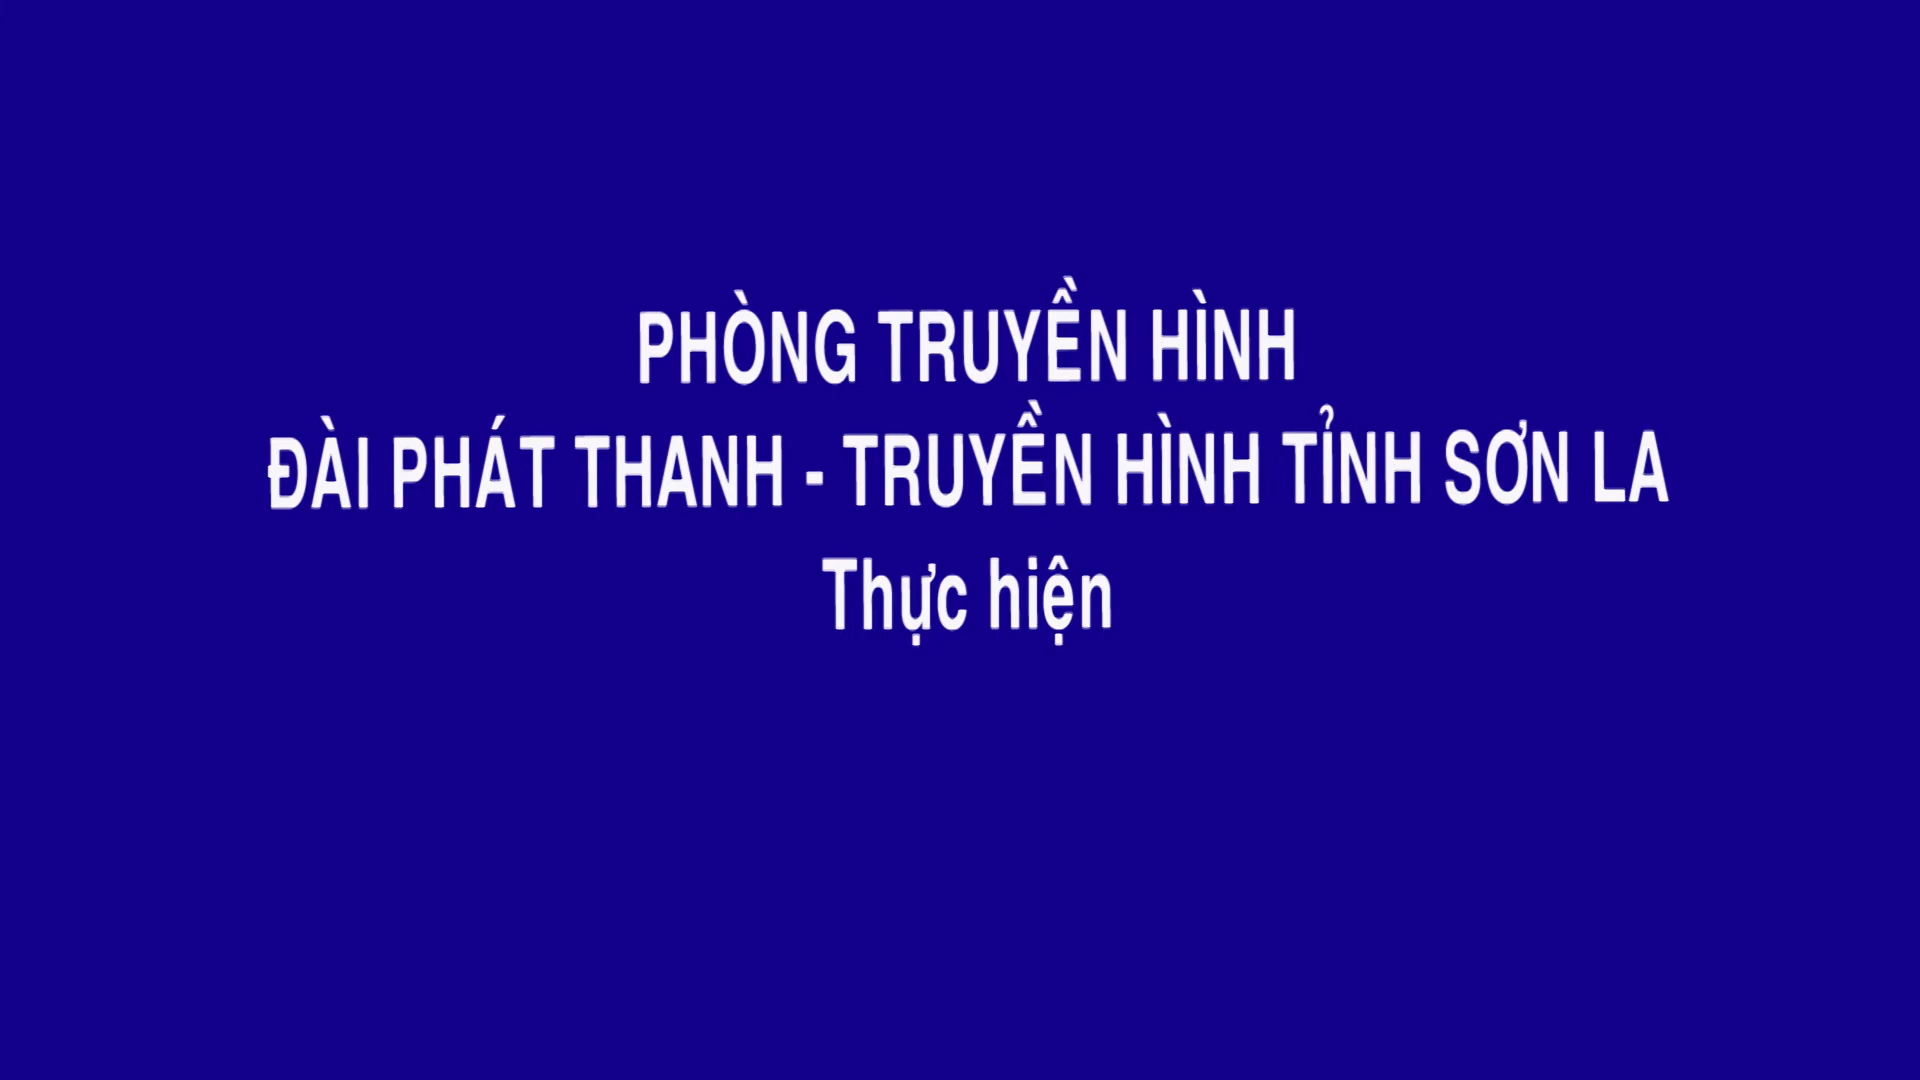 PHÒNG TRUYỀN HÌNH
ĐÀI PHÁT THANH - TRUYỀN HÌNH TỈNH SƠN LA
Thực hiện